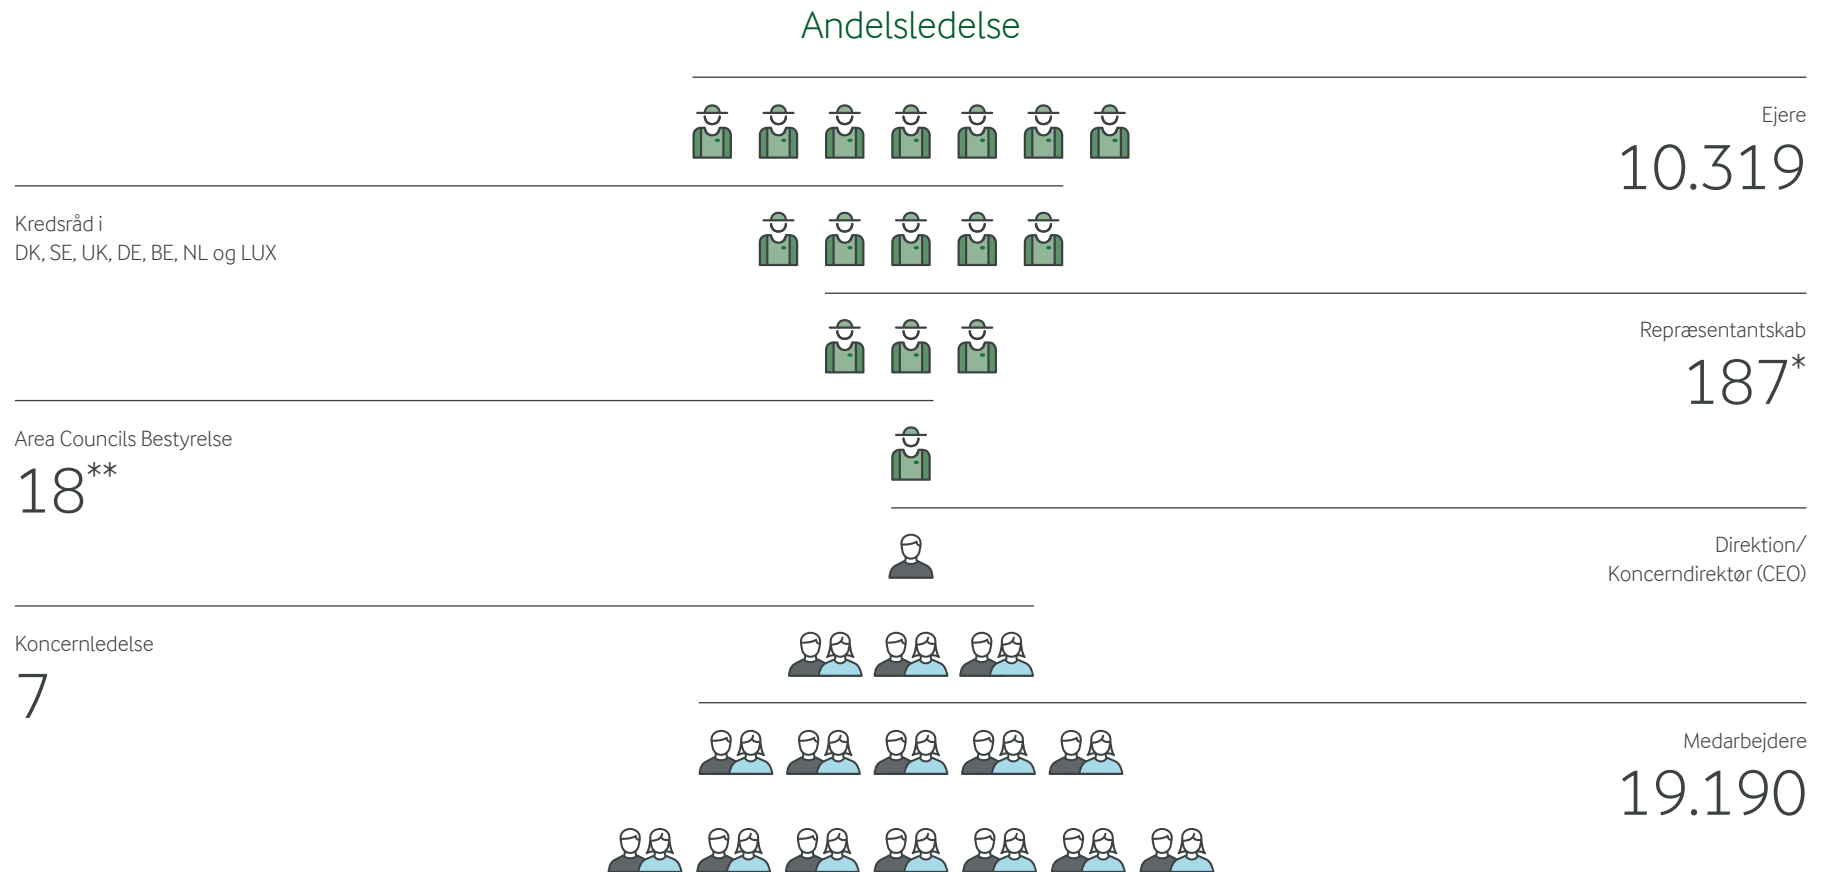 Andelsledelse
Ejere
10.319
Kredsråd i
DK, SE, UK, DE, BE, NL og LUX
Repræsentantskab
187*
Area Councils Bestyrelse
18**
Direktion/
Koncerndirektør (CEO)
Koncernledelse
7
Medarbejdere
19.190